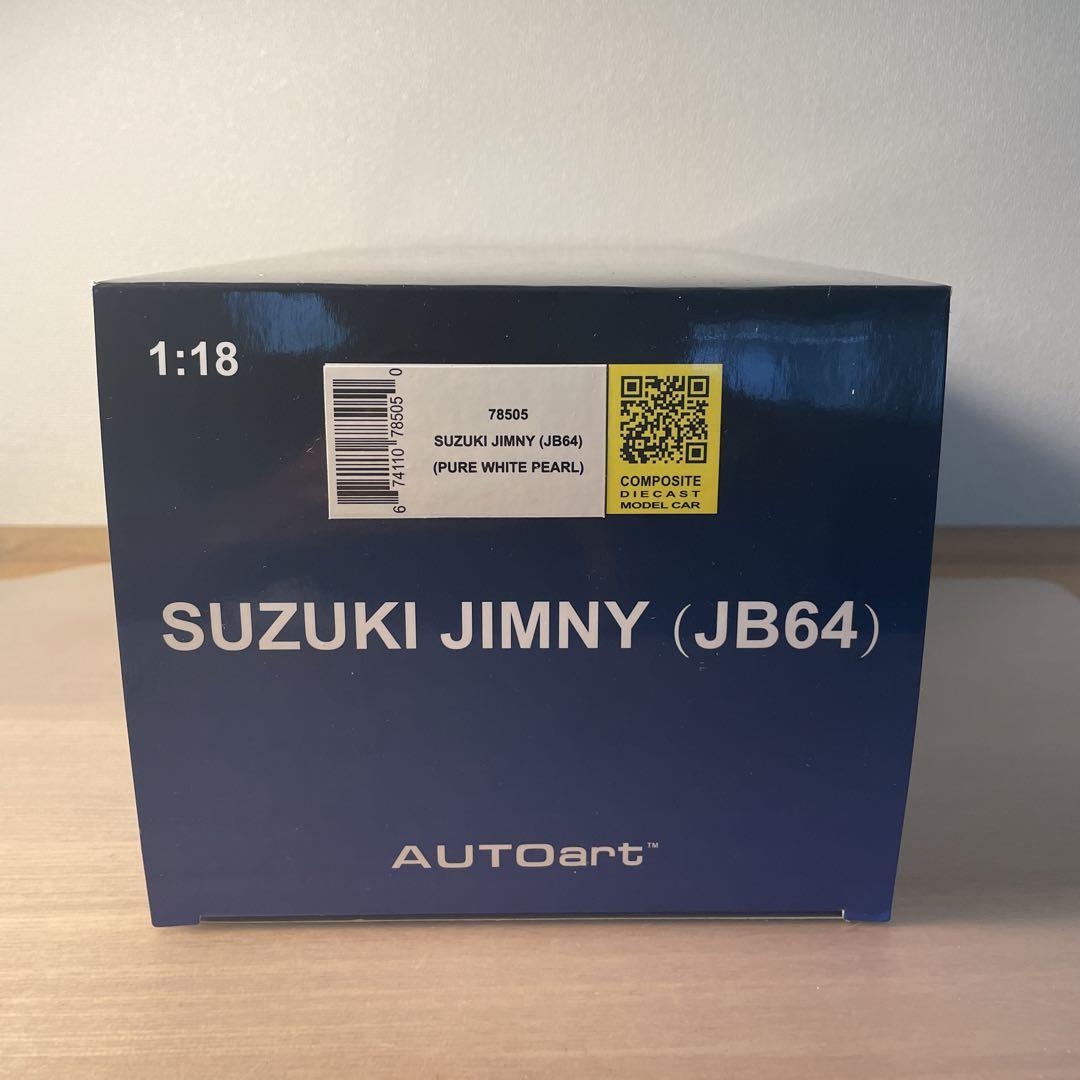 1:18
6 74110 78505 0
78505
SUZUKI JIMNY (JB64)
(PURE WHITE PEARL)
COMPOSITE
DIECAST
MODEL CAR
SUZUKI JIMNY (JB64)
AUTOart™